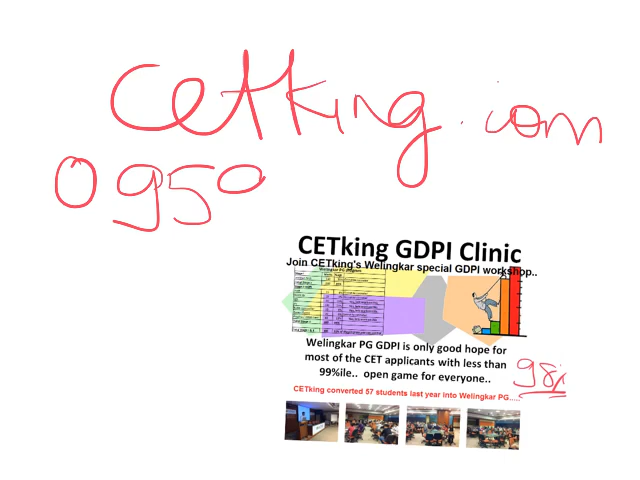 cetking.com
0950
CETking GDPI Clinic
Join CETking's Welingkar special GDPI workshop..
Welingkar PG GDPI is only good hope for
most of the CET applicants with less than
99%ile.. open game for everyone..
98%
CETking converted 57 students last year into Welingkar PG.....